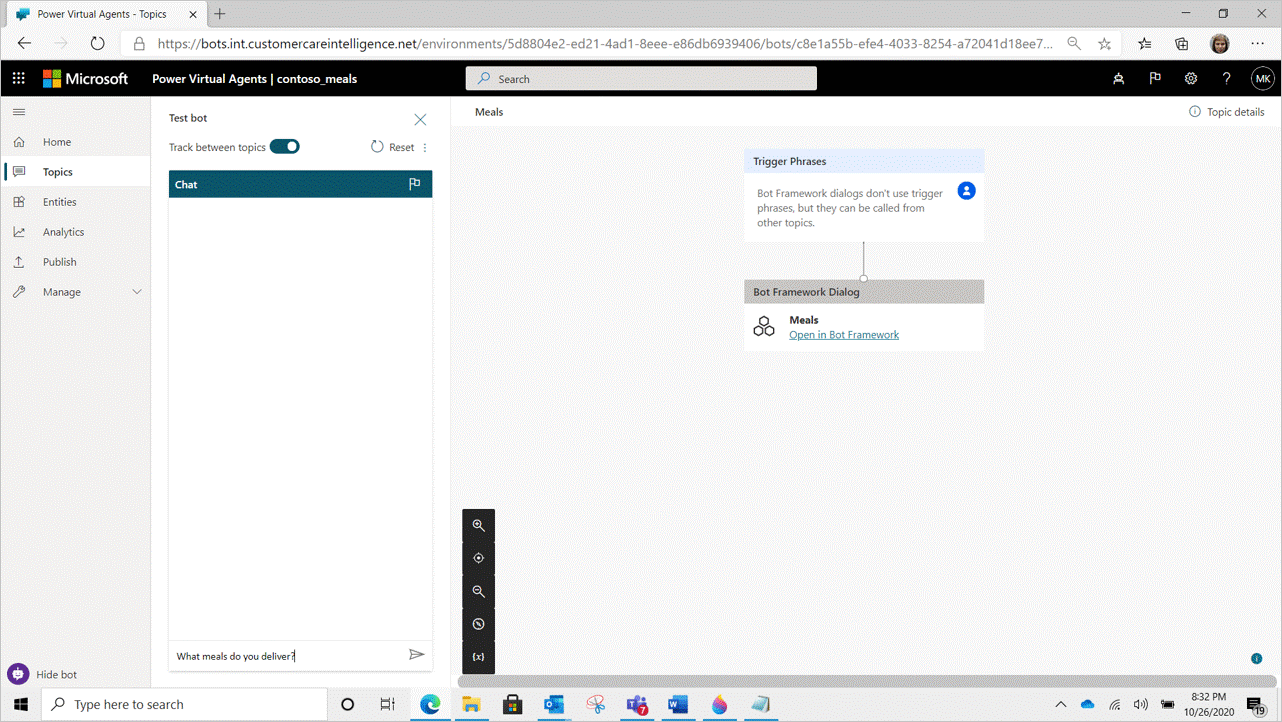 Power Virtual Agents - Topics
https://bots.int.customercareintelligence.net/environments/5d8804e2-ed21-4ad1-8eee-e86db6939406/bots/c8e1a55b-efe4-4033-8254-a72041d18ee7...
Microsoft
Power Virtual Agents | contoso_meals
Search
?
MK
Test bot
Meals
Topic details
Track between topics
Reset
Home
Topics
Entities
Analytics
Publish
Manage
Chat
Trigger Phrases
Bot Framework dialogs don't use trigger
phrases, but they can be called from
other topics.
Bot Framework Dialog
Meals
Open in Bot Framework
{x}
What meals do you deliver?
Hide bot
Type here to search
7
8:32 PM
10/26/2020
19